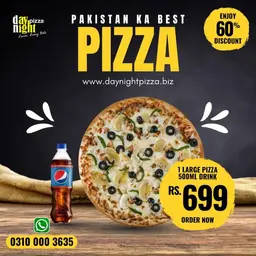 day pizza
night
PAKISTAN KA BEST
PIZZA
www.daynightpizza.biz
ENJOY
60%
DISCOUNT
1 LARGE PIZZA
500ML DRINK
RS. 699
ORDER NOW
pepsi
0310 000 3635